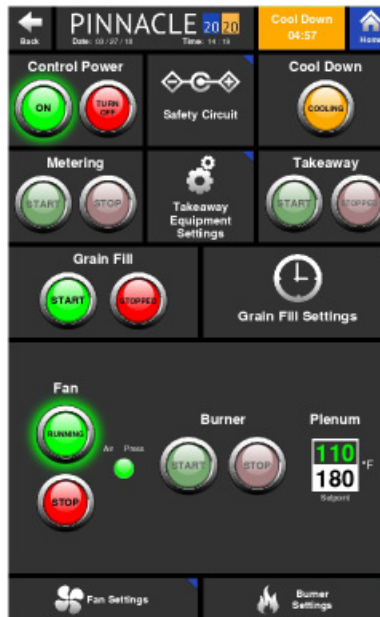 Back
PINNACLE 20 20
Date: 03 / 27 / 18 Time: 14 : 19
Cool Down
04:57
Home
Control Power
ON
TURN OFF
Safety Circuit
Cool Down
COOLING
Metering
START
STOP
Takeaway
Equipment
Settings
Takeaway
START
STOPPED
Grain Fill
START
STOPPED
Grain Fill Settings
Fan
RUNNING
Air Press
STOP
Burner
START
STOP
Plenum
110
°F
180
Setpoint
Fan Settings
Burner
Settings